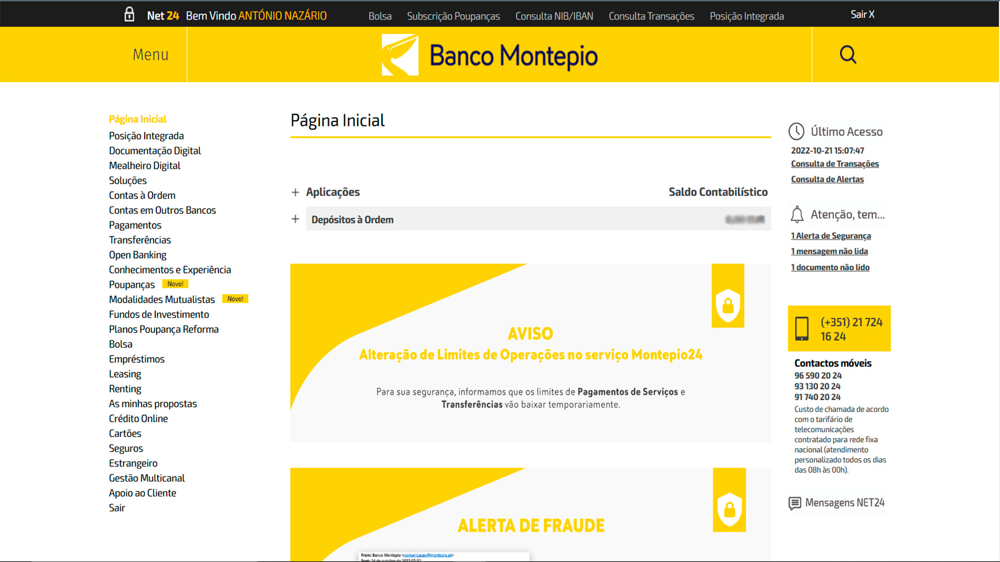 Net 24 Bem Vindo ANTÓNIO NAZÁRIO
Bolsa Subscrição Poupanças Consulta NIB/IBAN Consulta Transações Posição Integrada
Sair X
Menu
Banco Montepio
Página Inicial
Posição Integrada
Documentação Digital
Mealheiro Digital
Soluções
Contas à Ordem
Contas em Outros Bancos
Pagamentos
Transferências
Open Banking
Conhecimentos e Experiência
Poupanças Novo!
Modalidades Mutualistas Novo!
Fundos de Investimento
Planos Poupança Reforma
Bolsa
Empréstimos
Leasing
Renting
As minhas propostas
Crédito Online
Cartões
Seguros
Estrangeiro
Gestão Multicanal
Apoio ao Cliente
Sair
Página Inicial
+ Aplicações Saldo Contabilístico
+ Depósitos à Ordem
AVISO
Alteração de Limites de Operações no serviço Montepio24
Para sua segurança, informamos que os limites de Pagamentos de Serviços e
Transferências vão baixar temporariamente.
ALERTA DE FRAUDE
From: Banco Montepio <comunicacao@montepio.pt>
Sent: 14 de outubro de 2022 02:52
Último Acesso
2022-10-21 15:07:47
Consulta de Transações
Consulta de Alertas
Atenção, tem...
1 Alerta de Segurança
1 mensagem não lida
1 documento não lido
(+351) 21 724
16 24
Contactos móveis
96 590 20 24
93 130 20 24
91 740 20 24
Custo de chamada de acordo
com o tarifário de
telecomunicações
contratado para rede fixa
nacional (atendimento
personalizado todos os dias
das 08h às 00h).
Mensagens NET24